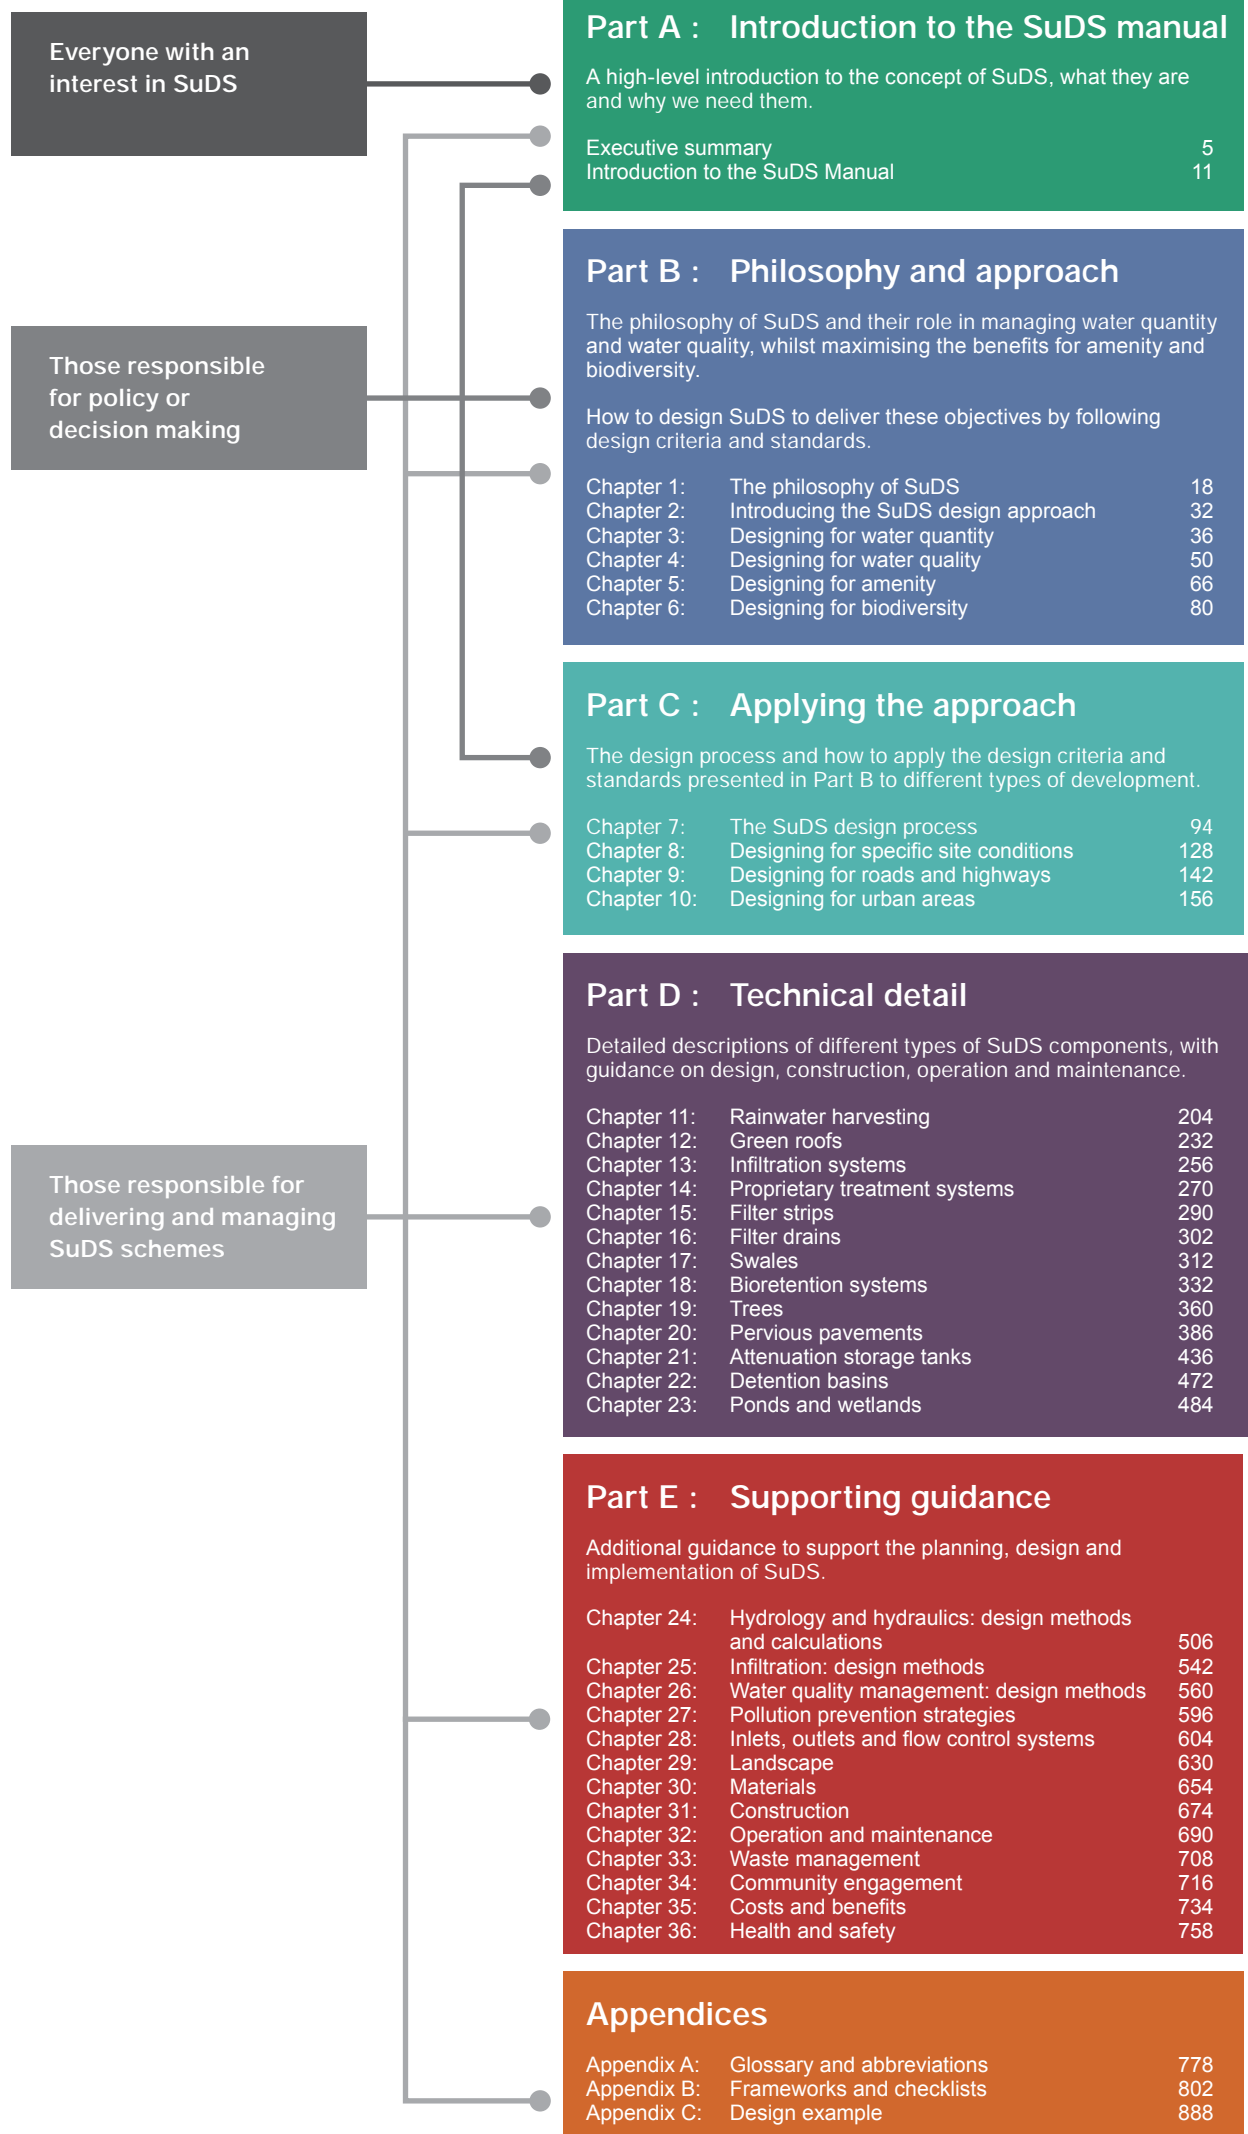 Everyone with an
interest in SuDS
Part A : Introduction to the SuDS manual
A high-level introduction to the concept of SuDS, what they are
and why we need them.
Executive summary 5
Introduction to the SuDS Manual 11
Those responsible
for policy or
decision making
Part B : Philosophy and approach
The philosophy of SuDS and their role in managing water quantity
and water quality, whilst maximising the benefits for amenity and
biodiversity.
How to design SuDS to deliver these objectives by following
design criteria and standards.
Chapter 1: The philosophy of SuDS 18
Chapter 2: Introducing the SuDS design approach 32
Chapter 3: Designing for water quantity 36
Chapter 4: Designing for water quality 50
Chapter 5: Designing for amenity 66
Chapter 6: Designing for biodiversity 80
Part C : Applying the approach
The design process and how to apply the design criteria and
standards presented in Part B to different types of development.
Chapter 7: The SuDS design process 94
Chapter 8: Designing for specific site conditions 128
Chapter 9: Designing for roads and highways 142
Chapter 10: Designing for urban areas 156
Those responsible for
delivering and managing
SuDS schemes
Part D : Technical detail
Detailed descriptions of different types of SuDS components, with
guidance on design, construction, operation and maintenance.
Chapter 11: Rainwater harvesting 204
Chapter 12: Green roofs 232
Chapter 13: Infiltration systems 256
Chapter 14: Proprietary treatment systems 270
Chapter 15: Filter strips 290
Chapter 16: Filter drains 302
Chapter 17: Swales 312
Chapter 18: Bioretention systems 332
Chapter 19: Trees 360
Chapter 20: Pervious pavements 386
Chapter 21: Attenuation storage tanks 436
Chapter 22: Detention basins 472
Chapter 23: Ponds and wetlands 484
Part E : Supporting guidance
Additional guidance to support the planning, design and
implementation of SuDS.
Chapter 24: Hydrology and hydraulics: design methods
and calculations 506
Chapter 25: Infiltration: design methods 542
Chapter 26: Water quality management: design methods 560
Chapter 27: Pollution prevention strategies 596
Chapter 28: Inlets, outlets and flow control systems 604
Chapter 29: Landscape 630
Chapter 30: Materials 654
Chapter 31: Construction 674
Chapter 32: Operation and maintenance 690
Chapter 33: Waste management 708
Chapter 34: Community engagement 716
Chapter 35: Costs and benefits 734
Chapter 36: Health and safety 758
Appendices
Appendix A: Glossary and abbreviations 778
Appendix B: Frameworks and checklists 802
Appendix C: Design example 888